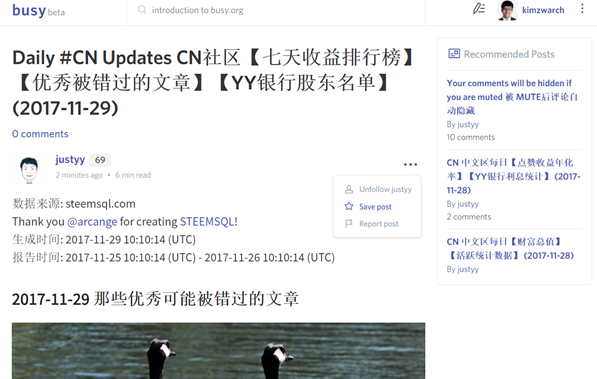 busy beta
introduction to busy.org
kimzwarch
Daily #CN Updates CN社区【七天收益排行榜】
【优秀被错过的文章】【YY银行股东名单】
(2017-11-29)
0 comments
justyy 69
2 minutes ago • 6 min read
Unfollow justyy
Save post
Report post
数据来源: steemsql.com
Thank you @arcange for creating STEEMSQL!
生成时间: 2017-11-29 10:10:14 (UTC)
报告时间: 2017-11-25 10:10:14 (UTC) - 2017-11-26 10:10:14 (UTC)
2017-11-29 那些优秀可能被错过的文章
Recommended Posts
Your comments will be hidden if
you are muted 被 MUTE后评论自
动隐藏
By justyy
10 comments
CN 中文区每日【点赞收益年化
率】【YY银行利息统计】 (2017-
11-28)
By justyy
2 comments
CN 中文区每日【财富总值】
【活跃统计数据】 (2017-11-28)
By justyy